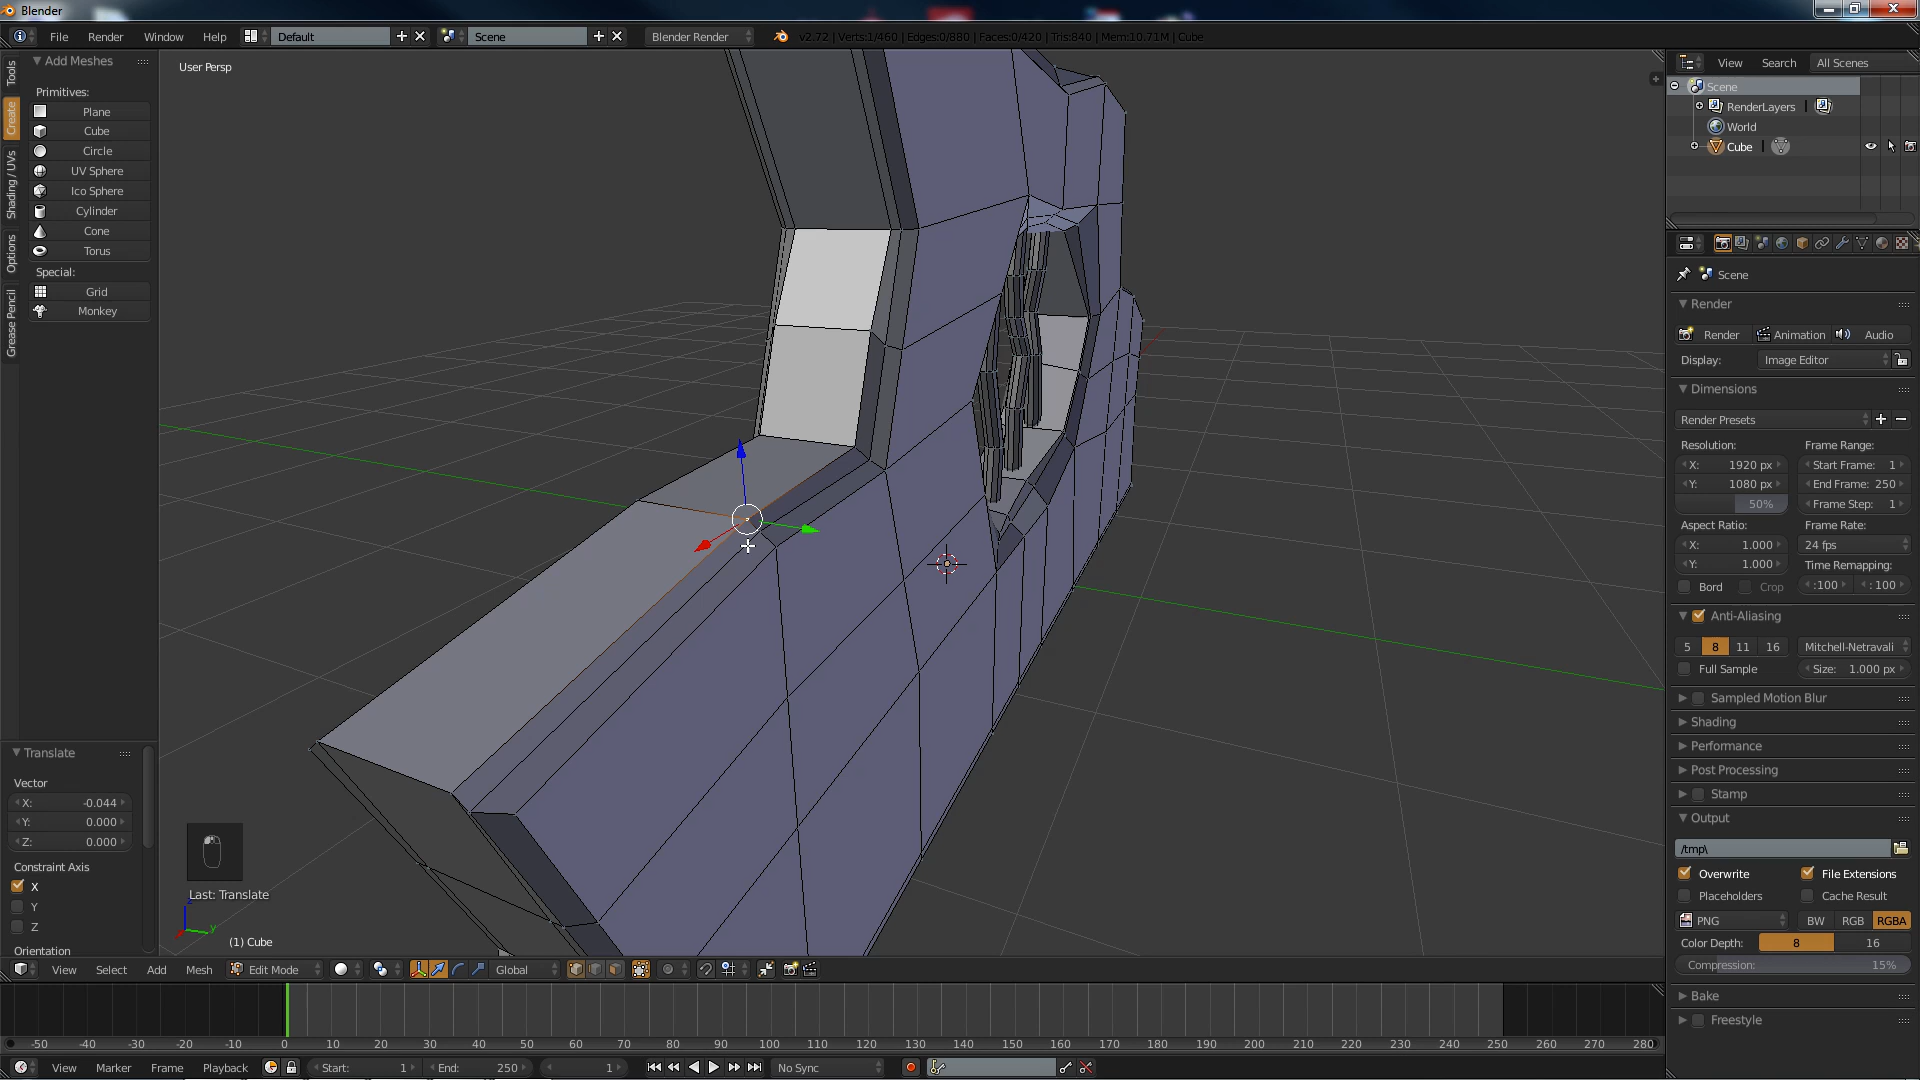 Blender
File Render Window Help Default Scene Blender Render v2.72 | Verts:1/460 | Edges:0/880 | Faces:0/420 | Tris:840 | Mem:10.71M | Cube
Tools
Create
Shading / UVs
Options
Grease Pencil
Add Meshes
Primitives:
Plane
Cube
Circle
UV Sphere
Ico Sphere
Cylinder
Cone
Torus
Special:
Grid
Monkey
Translate
Vector
X: -0.044
Y: 0.000
Z: 0.000
Constraint Axis
X
Y
Z
Orientation
User Persp
Last: Translate
(1) Cube
View Select Add Mesh Edit Mode Global
-50 -40 -30 -20 -10 0 10 20 30 40 50 60 70 80 90 100 110 120 130 140 150 160 170 180 190 200 210 220 230 240 250 260 270 280
View Marker Frame Playback Start: 1 End: 250 1 No Sync
View Search All Scenes
Scene
RenderLayers |
World
Cube |
Scene
Render
Render Animation Audio
Display: Image Editor
Dimensions
Render Presets
Resolution: Frame Range:
X: 1920 px Start Frame: 1
Y: 1080 px End Frame: 250
50% Frame Step: 1
Aspect Ratio: Frame Rate:
X: 1.000 24 fps
Y: 1.000 Time Remapping:
Bord Crop :100 : 100
Anti-Aliasing
5 8 11 16 Mitchell-Netravali
Full Sample Size: 1.000 px
Sampled Motion Blur
Shading
Performance
Post Processing
Stamp
Output
/tmp\
Overwrite File Extensions
Placeholders Cache Result
PNG BW RGB RGBA
Color Depth: 8 16
Compression: 15%
Bake
Freestyle